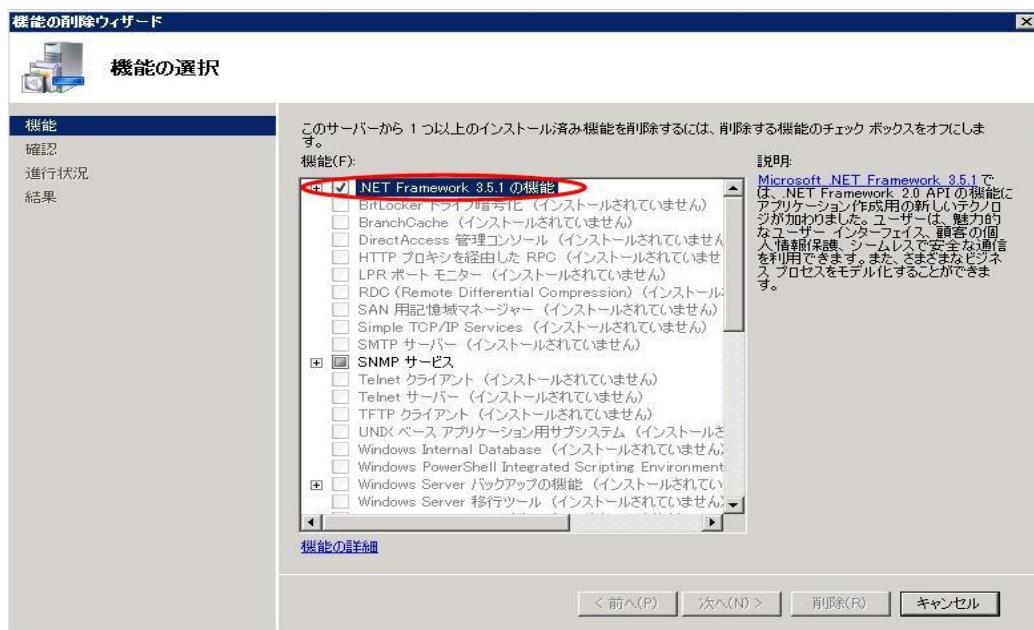 機能の削除ウィザード
機能の選択
機能
確認
進行状況
結果
このサーバーから 1 つ以上のインストール済み機能を削除するには、削除する機能のチェック ボックスをオフにしま
す。
機能(F):
.NET Framework 3.5.1 の機能
BitLocker ドライブ暗号化 (インストールされていません)
BranchCache (インストールされていません)
DirectAccess 管理コンソール (インストールされていませ
HTTP プロキシを経由した RPC (インストールされていませ
LPR ポート モニター (インストールされていません)
RDC (Remote Differential Compression) (インストール
SAN 用記憶域マネージャー (インストールされていません)
Simple TCP/IP Services (インストールされていません)
SMTP サーバー (インストールされていません)
SNMP サービス
Telnet クライアント (インストールされていません)
Telnet サーバー (インストールされていません)
TFTP クライアント (インストールされていません)
UNIX ベース アプリケーション用サブシステム (インストールさ
Windows Internal Database (インストールされていません
Windows PowerShell Integrated Scripting Environment
Windows Server バックアップの機能 (インストールされてい
Windows Server 移行ツール (インストールされていません
機能の詳細
説明:
Microsoft .NET Framework 3.5.1 で
は、.NET Framework 2.0 API の機能に
アプリケーション作成用の新しいテクノロ
ジが加わりました。ユーザーは、魅力的
なユーザー インターフェイス、顧客の個
人情報保護、シームレスで安全な通信
を利用できます。また、さまざまなビジネ
ス プロセスをモデル化することができま
す。
< 前へ(P)
次へ(N) >
削除(R)
キャンセル